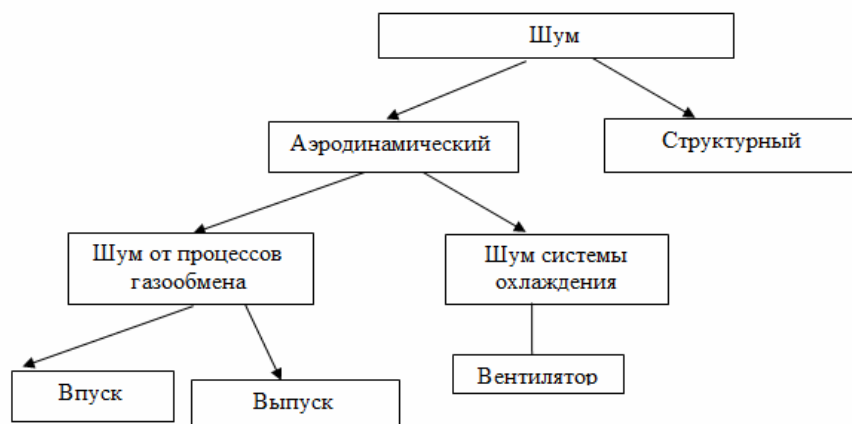 Шум
Аэродинамический
Структурный
Шум от процессов
газообмена
Шум системы
охлаждения
Впуск
Выпуск
Вентилятор